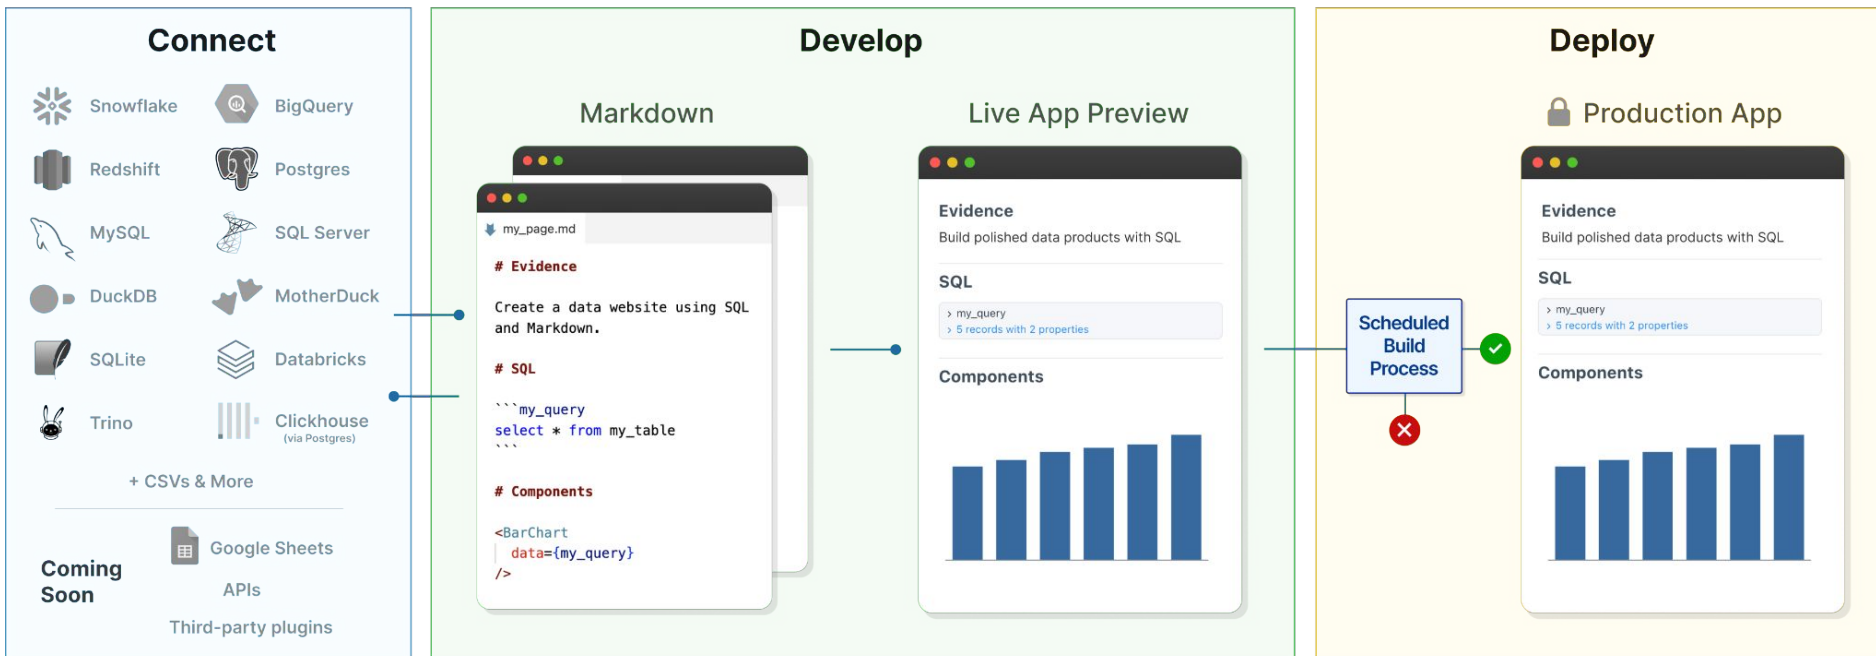 Connect
Snowflake
BigQuery
Redshift
Postgres
MySQL
SQL Server
DuckDB
MotherDuck
SQLite
Databricks
Trino
Clickhouse
(via Postgres)
+ CSVs & More
Coming
Soon
Google Sheets
APIs
Third-party plugins
Develop
Markdown
my_page.md
# Evidence
Create a data website using SQL
and Markdown.
# SQL
```my_query
select * from my_table
```
# Components
<BarChart
data={my_query}
/>
Live App Preview
Evidence
Build polished data products with SQL
SQL
> my_query
> 5 records with 2 properties
Components
Deploy
Scheduled
Build
Process
Production App
Evidence
Build polished data products with SQL
SQL
> my_query
> 5 records with 2 properties
Components